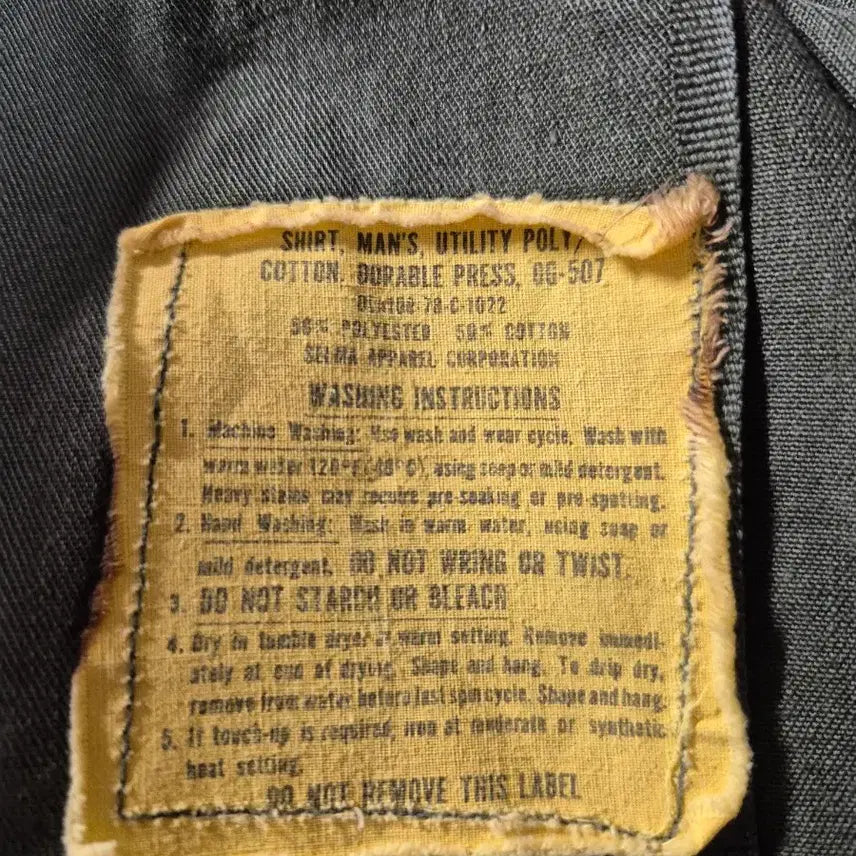 SHIRT, MAN'S, UTILITY POLY/
COTTON. DURABLE PRESS, OG-507
DLA100-78-C-1022
50% POLYESTER 50% COTTON
SELMA APPAREL CORPORATION
WASHING INSTRUCTIONS
1. Machine Washing: Use wash and wear cycle. Wash with
warm water 120°F (48°C), using soap or mild detergent.
Heavy stains may require pre-soaking or pre-spotting.
2. Hand Washing: Wash in warm water, using soap or
mild detergent. DO NOT WRING OR TWIST.
3. DO NOT STARCH OR BLEACH
4. Dry in tumble dryer at warm setting. Remove immedi-
ately at end of drying. Shape and hang. To drip dry,
remove from water before last spin cycle. Shape and hang.
5. If touch-up is required, iron at moderate or synthetic
heat setting.
DO NOT REMOVE THIS LABEL